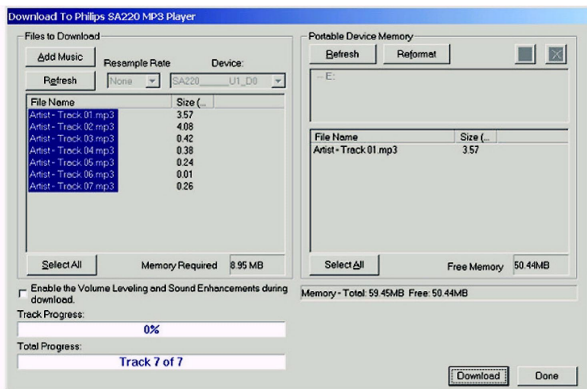 Download To Philips SA220 MP3 Player
Files to Download
Add Music
Resample Rate
Device:
Refresh
None
SA220_____U1_D0
File Name Size (...
Artist - Track 01.mp3 3.57
Artist - Track 02.mp3 4.08
Artist - Track 03.mp3 0.42
Artist - Track 04.mp3 0.38
Artist - Track 05.mp3 0.24
Artist - Track 06.mp3 0.01
Artist - Track 07.mp3 0.26
Select All
Memory Required 8.95 MB
Enable the Volume Leveling and Sound Enhancements during
download.
Track Progress:
0%
Total Progress:
Track 7 of 7
Portable Device Memory
Refresh
Reformat
E:
File Name Size (...
Artist - Track 01.mp3 3.57
Select All
Free Memory 50.44MB
Memory - Total: 59.45MB Free: 50.44MB
Download
Done